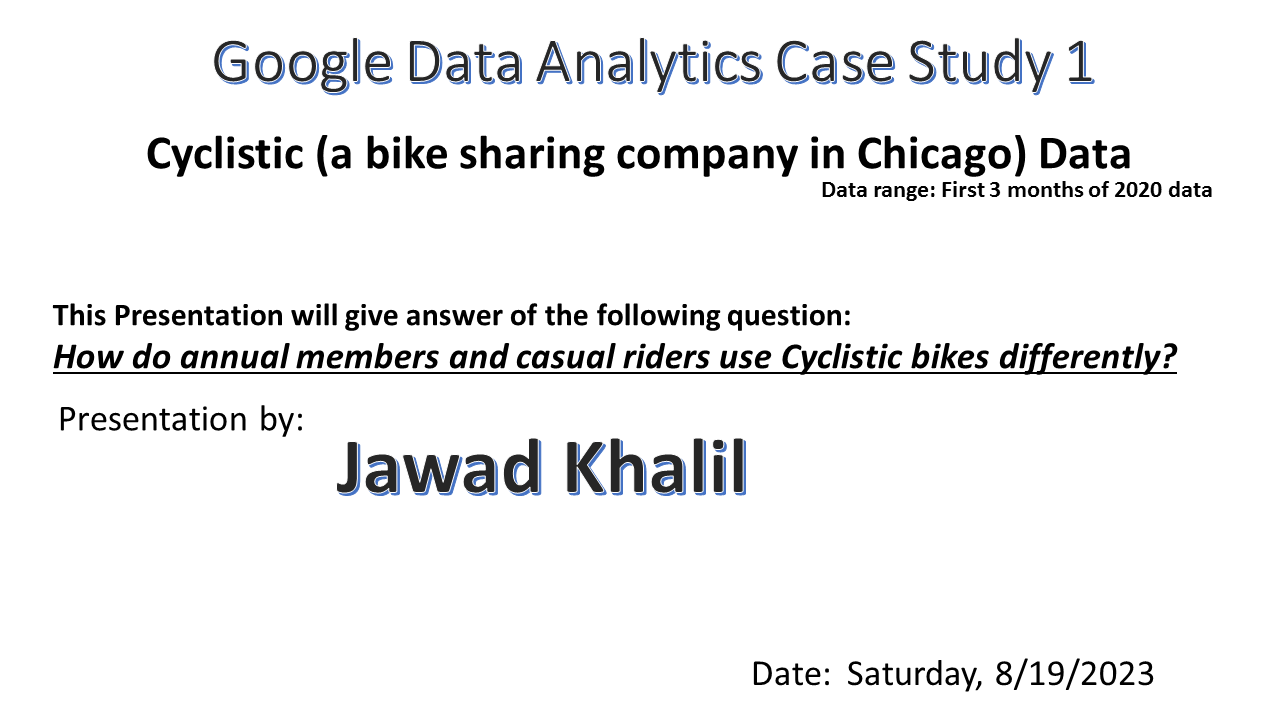 Google Data Analytics Case Study 1
Cyclistic (a bike sharing company in Chicago) Data
Data range: First 3 months of 2020 data
This Presentation will give answer of the following question:
How do annual members and casual riders use Cyclistic bikes differently?
Presentation by:
Jawad Khalil
Date: Saturday, 8/19/2023